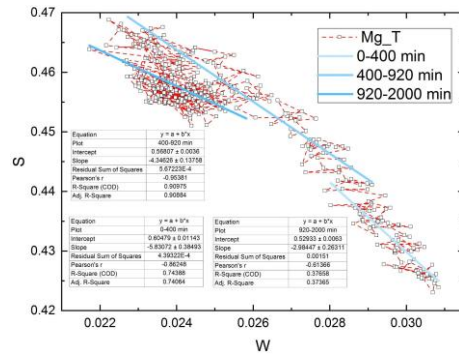 0.47
0.46
0.45
0.44
0.43
0.42
S
Mg_T
0-400 min
400-920 min
920-2000 min
Equation y = a + b*x
Plot 400-920 min
Intercept 0.56807 ± 0.0036
Slope -4.34626 ± 0.13758
Residual Sum of Squares 5.67223E-4
Pearson's r -0.95381
R-Square (COD) 0.90975
Adj. R-Square 0.90884
Equation y = a + b*x
Plot 0-400 min
Intercept 0.60479 ± 0.01143
Slope -5.83072 ± 0.38493
Residual Sum of Squares 4.39322E-4
Pearson's r -0.86248
R-Square (COD) 0.74388
Adj. R-Square 0.74064
Equation y = a + b*x
Plot 920-2000 min
Intercept 0.52933 ± 0.0063
Slope -2.98447 ± 0.26311
Residual Sum of Squares 0.00151
Pearson's r -0.61366
R-Square (COD) 0.37658
Adj. R-Square 0.37365
0.022 0.024 0.026 0.028 0.030
W